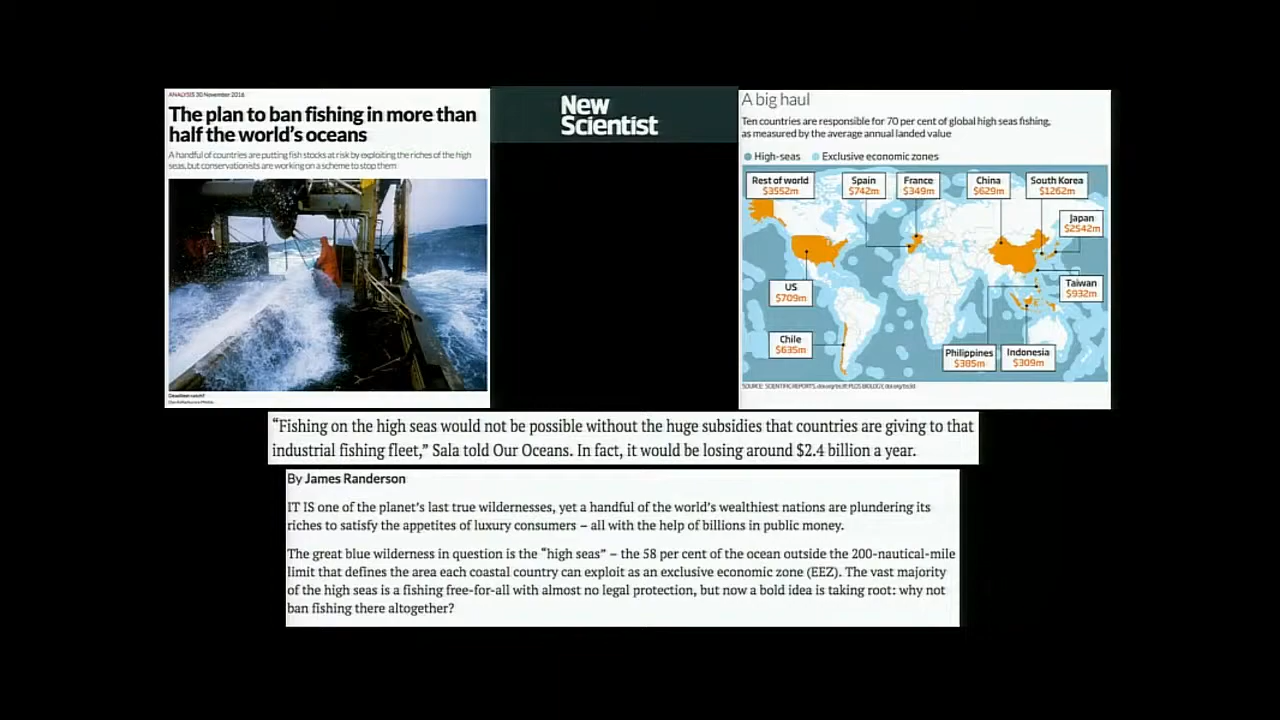 ANALYSIS 30 November 2016
The plan to ban fishing in more than
half the world's oceans
A handful of countries are putting fish stocks at risk by exploiting the riches of the high
seas, but conservationists are working on a scheme to stop them
New
Scientist
A big haul
Ten countries are responsible for 70 per cent of global high seas fishing,
as measured by the average annual landed value
High-seas
Exclusive economic zones
Rest of world
$3552m
Spain
$742m
France
$349m
China
$629m
South Korea
$1262m
Japan
$2542m
US
$709m
Taiwan
$932m
Chile
$635m
Philippines
$385m
Indonesia
$309m
SOURCE: SCIENTIFIC REPORTS, PLOS BIOLOGY,
“Fishing on the high seas would not be possible without the huge subsidies that countries are giving to that
industrial fishing fleet,” Sala told Our Oceans. In fact, it would be losing around $2.4 billion a year.
By James Randerson
IT IS one of the planet's last true wildernesses, yet a handful of the world's wealthiest nations are plundering its
riches to satisfy the appetites of luxury consumers – all with the help of billions in public money.
The great blue wilderness in question is the “high seas” – the 58 per cent of the ocean outside the 200-nautical-mile
limit that defines the area each coastal country can exploit as an exclusive economic zone (EEZ). The vast majority
of the high seas is a fishing free-for-all with almost no legal protection, but now a bold idea is taking root: why not
ban fishing there altogether?